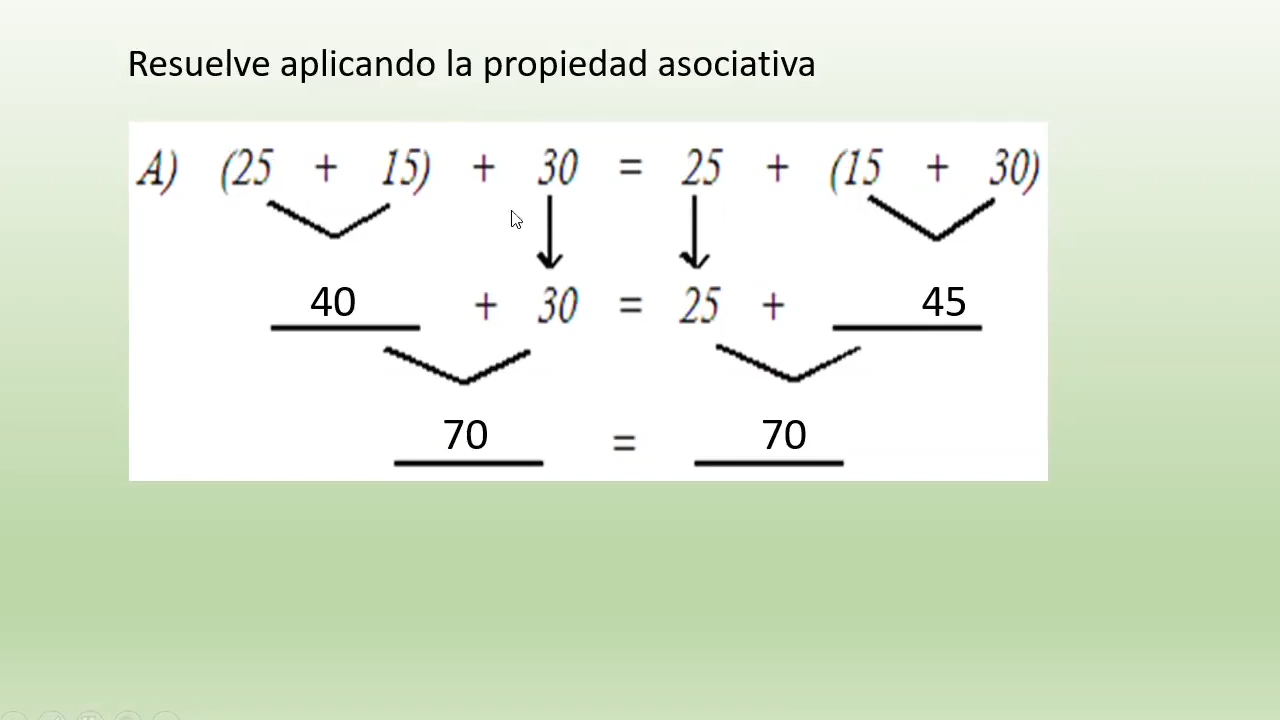 Resuelve aplicando la propiedad asociativa
A) (25 + 15) + 30 = 25 + (15 + 30)
40 + 30 = 25 + 45
70 = 70